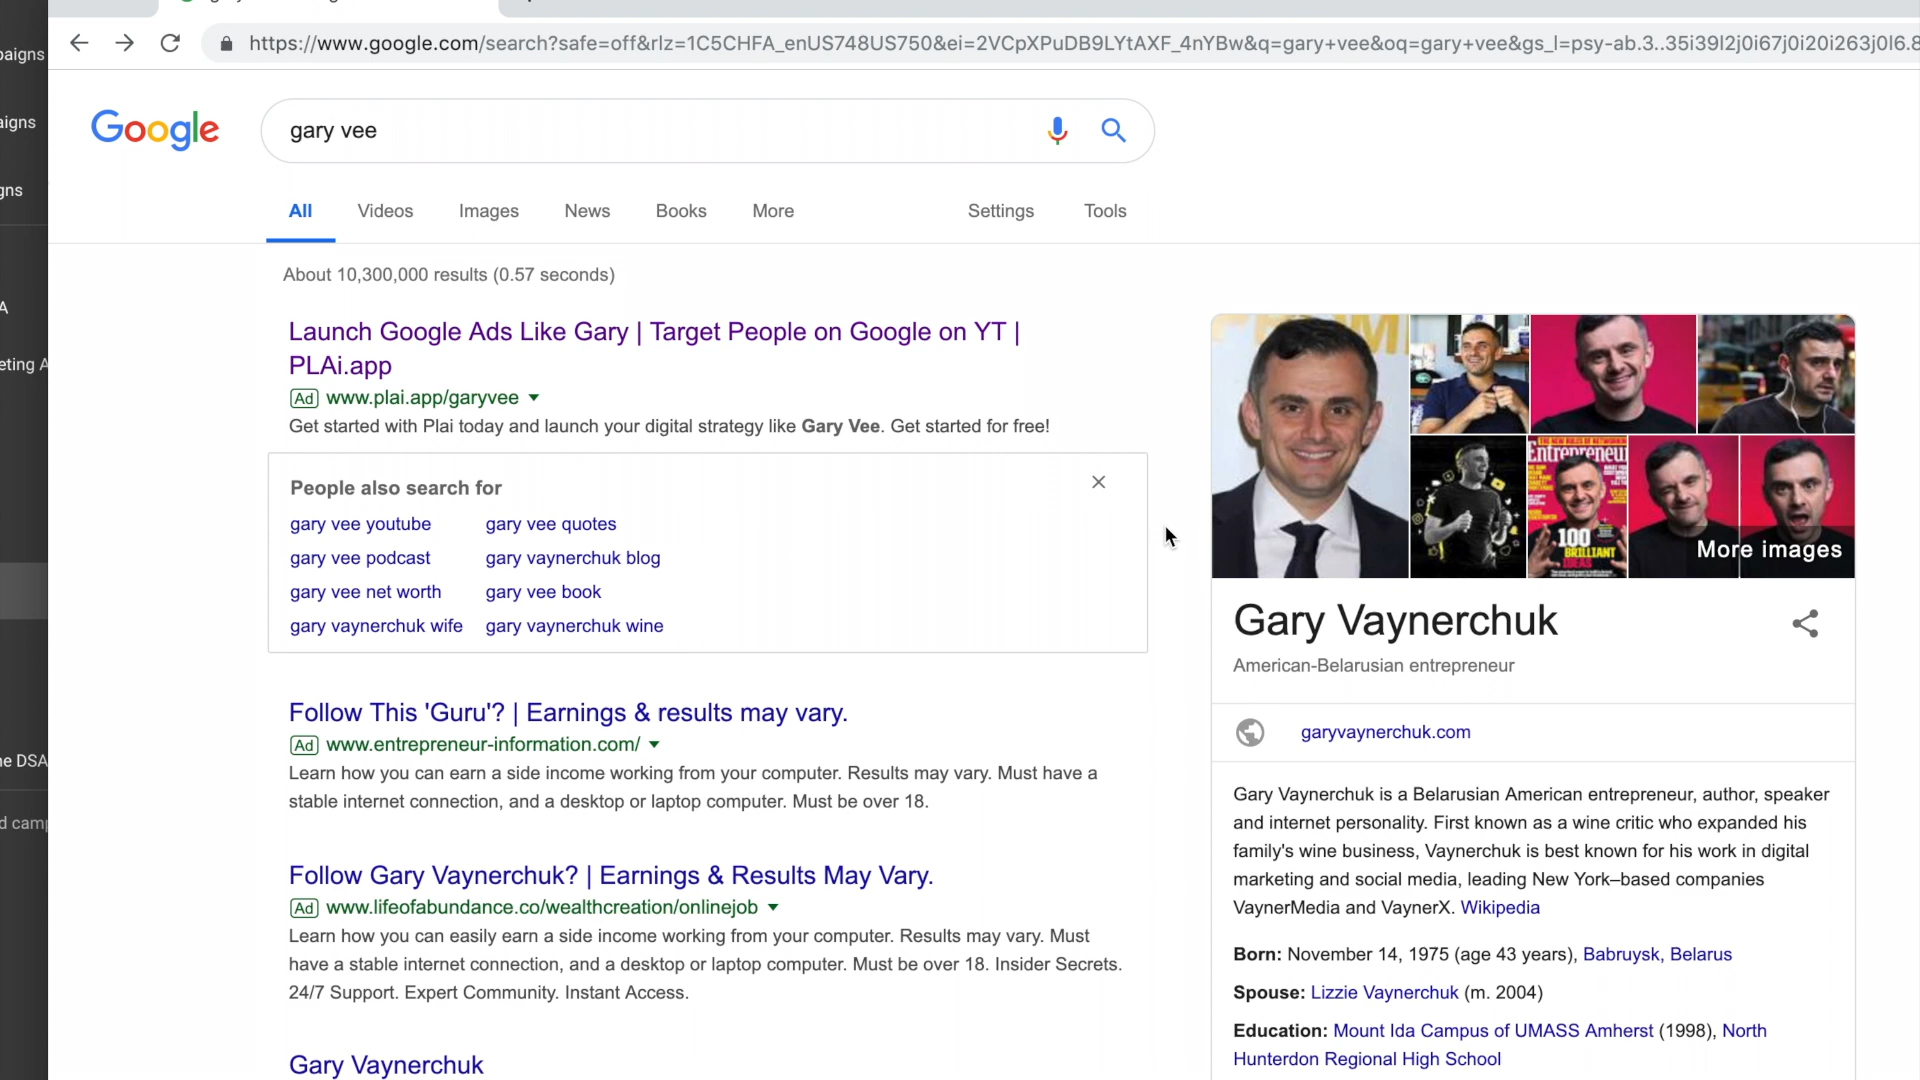 paigns
aigns
gns
A
eting A
ne DSA
d camp
https://www.google.com/search?safe=off&rlz=1C5CHFA_enUS748US750&ei=2VCpXPuDB9LYtAXF_4nYBw&q=gary+vee&oq=gary+vee&gs_l=psy-ab.3..35i39l2j0i67j0i20i263j0l6.8
Google
gary vee
All Videos Images News Books More Settings Tools
About 10,300,000 results (0.57 seconds)
Launch Google Ads Like Gary | Target People on Google on YT |
PLAi.app
Ad www.plai.app/garyvee
Get started with Plai today and launch your digital strategy like Gary Vee. Get started for free!
People also search for
gary vee youtube gary vee quotes
gary vee podcast gary vaynerchuk blog
gary vee net worth gary vee book
gary vaynerchuk wife gary vaynerchuk wine
Follow This 'Guru'? | Earnings & results may vary.
Ad www.entrepreneur-information.com/
Learn how you can earn a side income working from your computer. Results may vary. Must have a
stable internet connection, and a desktop or laptop computer. Must be over 18.
Follow Gary Vaynerchuk? | Earnings & Results May Vary.
Ad www.lifeofabundance.co/wealthcreation/onlinejob
Learn how you can easily earn a side income working from your computer. Results may vary. Must
have a stable internet connection, and a desktop or laptop computer. Must be over 18. Insider Secrets.
24/7 Support. Expert Community. Instant Access.
Gary Vaynerchuk
Entrepreneur
100
BRILLIANT
IDEAS
More images
Gary Vaynerchuk
American-Belarusian entrepreneur
garyvaynerchuk.com
Gary Vaynerchuk is a Belarusian American entrepreneur, author, speaker
and internet personality. First known as a wine critic who expanded his
family's wine business, Vaynerchuk is best known for his work in digital
marketing and social media, leading New York–based companies
VaynerMedia and VaynerX. Wikipedia
Born: November 14, 1975 (age 43 years), Babruysk, Belarus
Spouse: Lizzie Vaynerchuk (m. 2004)
Education: Mount Ida Campus of UMASS Amherst (1998), North
Hunterdon Regional High School